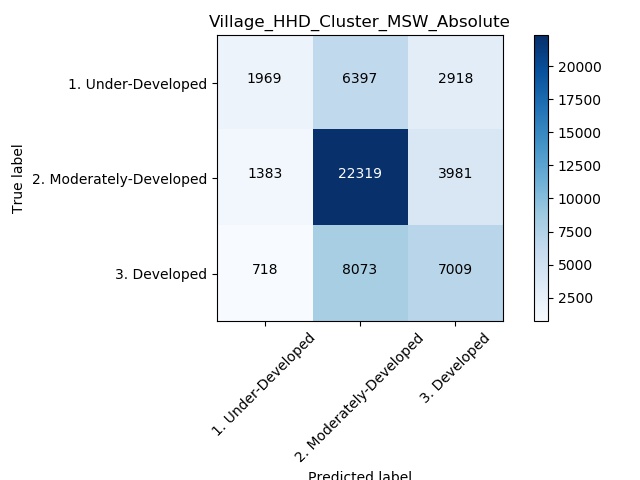 Village_HHD_Cluster_MSW_Absolute
1. Under-Developed
1969 6397 2918
2. Moderately-Developed
1383 22319 3981
3. Developed
718 8073 7009
True label
1. Under-Developed
2. Moderately-Developed
3. Developed
Predicted label
20000
17500
15000
12500
10000
7500
5000
2500